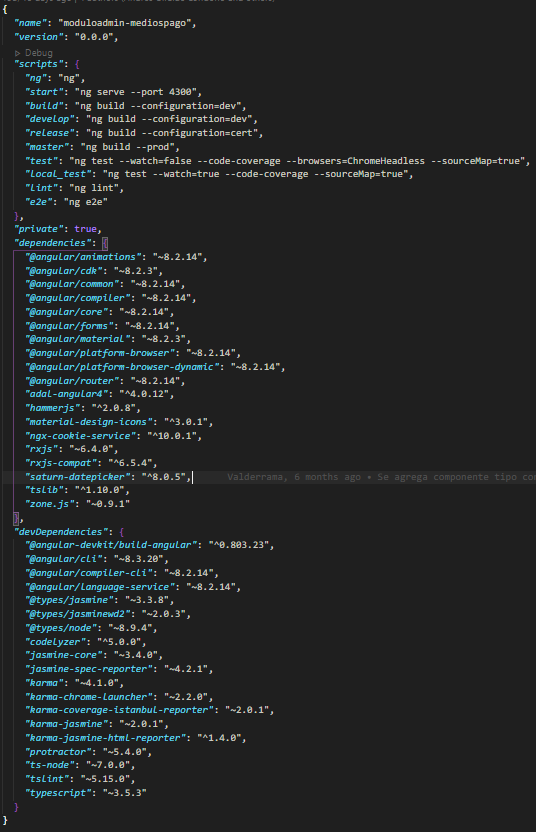 {
"name": "moduloadmin-mediospago",
"version": "0.0.0",
Debug
"scripts": {
"ng": "ng",
"start": "ng serve --port 4300",
"build": "ng build --configuration=dev",
"develop": "ng build --configuration=dev",
"release": "ng build --configuration=cert",
"master": "ng build --prod",
"test": "ng test --watch=false --code-coverage --browsers=ChromeHeadless --sourceMap=true",
"local_test": "ng test --watch=true --code-coverage --sourceMap=true",
"lint": "ng lint",
"e2e": "ng e2e"
},
"private": true,
"dependencies": {
"@angular/animations": "~8.2.14",
"@angular/cdk": "~8.2.3",
"@angular/common": "~8.2.14",
"@angular/compiler": "~8.2.14",
"@angular/core": "~8.2.14",
"@angular/forms": "~8.2.14",
"@angular/material": "~8.2.3",
"@angular/platform-browser": "~8.2.14",
"@angular/platform-browser-dynamic": "~8.2.14",
"@angular/router": "~8.2.14",
"adal-angular4": "^4.0.12",
"hammerjs": "^2.0.8",
"material-design-icons": "^3.0.1",
"ngx-cookie-service": "^10.0.1",
"rxjs": "~6.4.0",
"rxjs-compat": "^6.5.4",
"saturn-datepicker": "^8.0.5", Valderrama, 6 months ago • Se agrega componente tipo
"tslib": "^1.10.0",
"zone.js": "~0.9.1"
},
"devDependencies": {
"@angular-devkit/build-angular": "^0.803.23",
"@angular/cli": "~8.3.20",
"@angular/compiler-cli": "~8.2.14",
"@angular/language-service": "~8.2.14",
"@types/jasmine": "~3.3.8",
"@types/jasminewd2": "~2.0.3",
"@types/node": "~8.9.4",
"codelyzer": "^5.0.0",
"jasmine-core": "~3.4.0",
"jasmine-spec-reporter": "~4.2.1",
"karma": "~4.1.0",
"karma-chrome-launcher": "~2.2.0",
"karma-coverage-istanbul-reporter": "~2.0.1",
"karma-jasmine": "~2.0.1",
"karma-jasmine-html-reporter": "^1.4.0",
"protractor": "~5.4.0",
"ts-node": "~7.0.0",
"tslint": "~5.15.0",
"typescript": "~3.5.3"
}
}